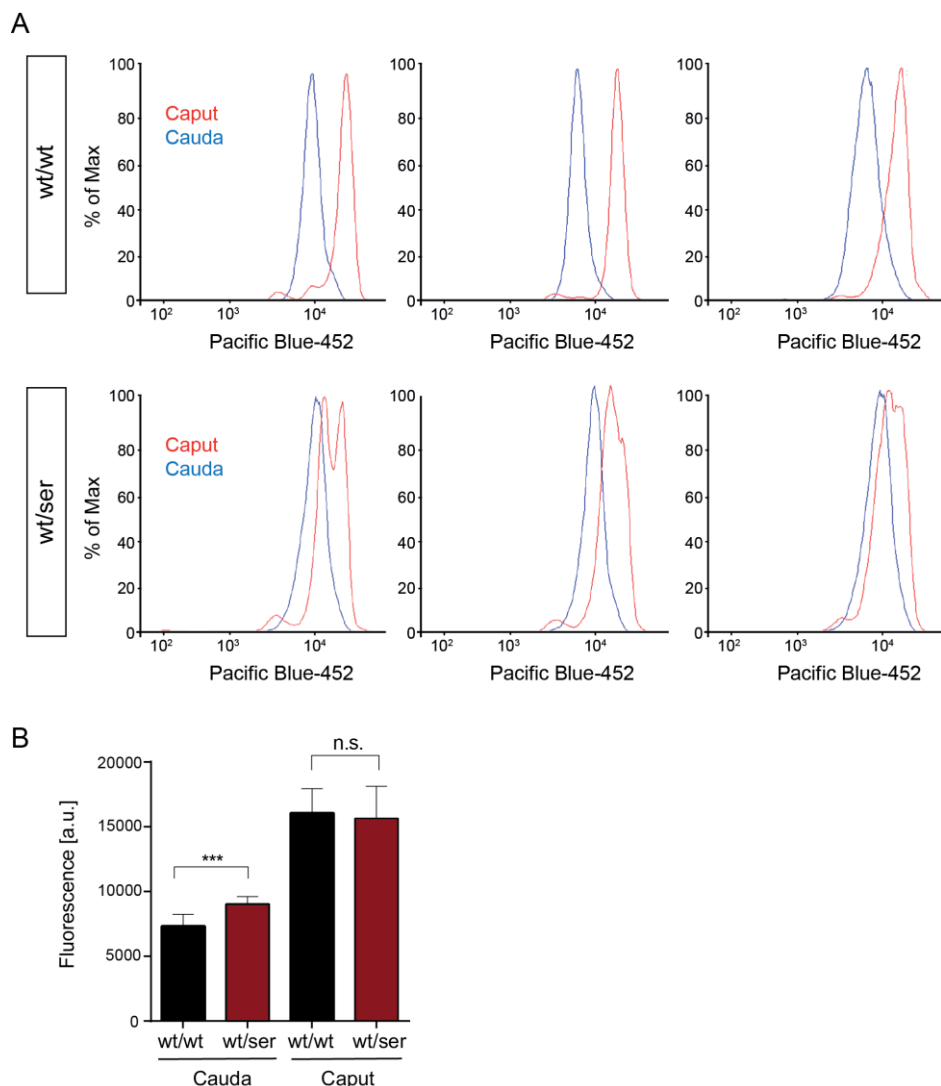 A
wt/wt
% of Max
100
80
60
40
20
0
Caput
Cauda
10² 10³ 10⁴
Pacific Blue-452
100
80
60
40
20
0
10² 10³ 10⁴
Pacific Blue-452
100
80
60
40
20
0
10² 10³ 10⁴
Pacific Blue-452
wt/ser
% of Max
100
80
60
40
20
0
Caput
Cauda
10² 10³ 10⁴
Pacific Blue-452
100
80
60
40
20
0
10² 10³ 10⁴
Pacific Blue-452
100
80
60
40
20
0
10² 10³ 10⁴
Pacific Blue-452
B
Fluorescence [a.u.]
20000
15000
10000
5000
0
***
n.s.
wt/wt wt/ser wt/wt wt/ser
Cauda Caput